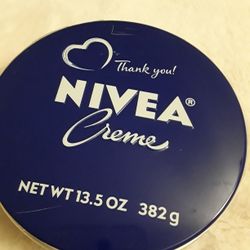 Thank you!
NIVEA®
Creme
NET WT 13.5 OZ 382g